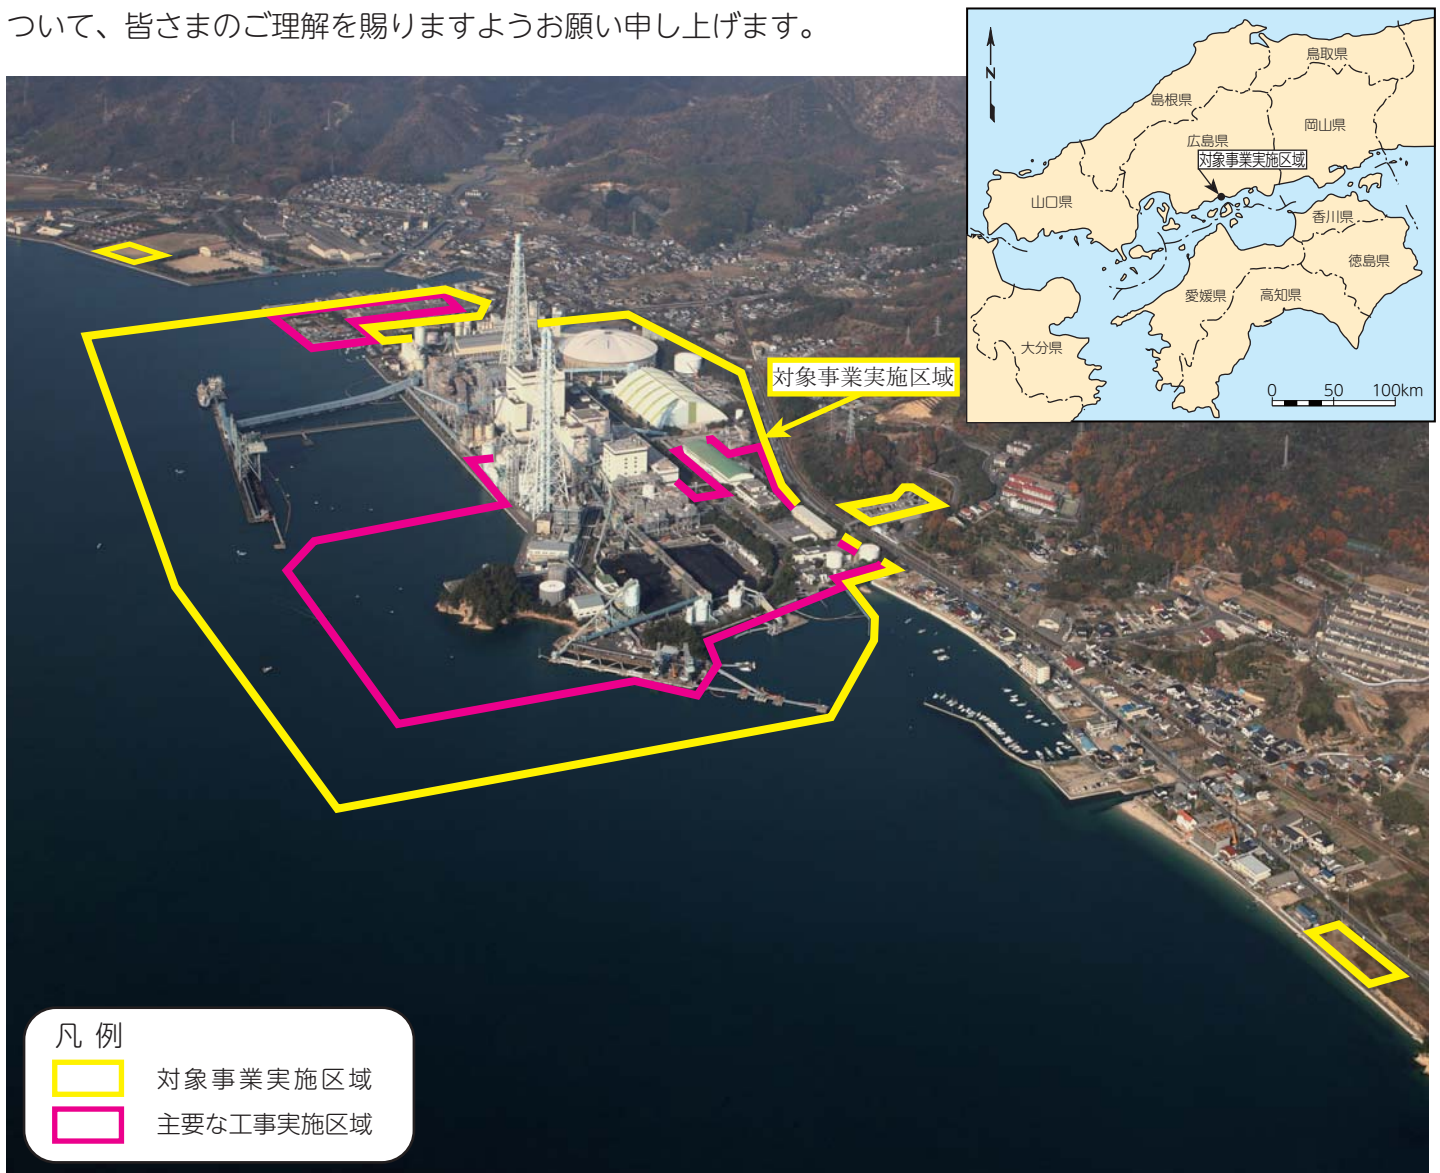 ついて、皆さまのご理解を賜りますようお願い申し上げます。
N
鳥取県
島根県
岡山県
広島県
対象事業実施区域
山口県
香川県
徳島県
愛媛県
高知県
大分県
0 50 100km
対象事業実施区域
凡 例
対象事業実施区域
主要な工事実施区域